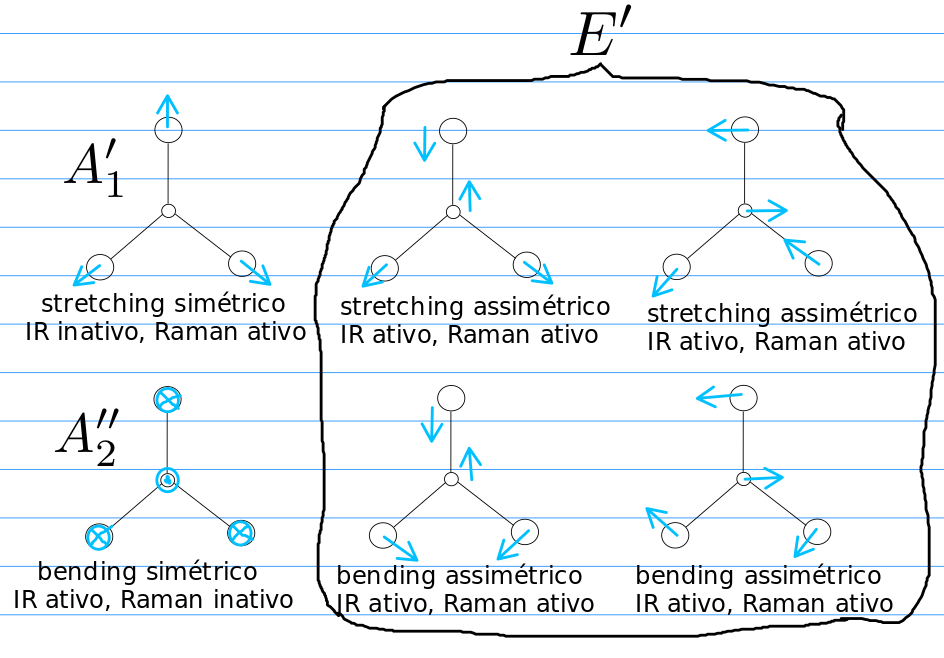 E′
A′₁
stretching simétrico
IR inativo, Raman ativo
stretching assimétrico
IR ativo, Raman ativo
stretching assimétrico
IR ativo, Raman ativo
A″₂
bending simétrico
IR ativo, Raman inativo
bending assimétrico
IR ativo, Raman ativo
bending assimétrico
IR ativo, Raman ativo